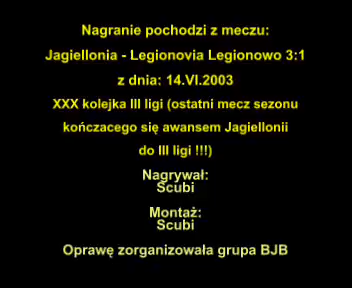 Nagranie pochodzi z meczu:
Jagiellonia - Legionovia Legionowo 3:1
z dnia: 14.VI.2003
XXX kolejka III ligi (ostatni mecz sezonu
kończacego się awansem Jagiellonii
do III ligi !!!)
Nagrywał:
Scubi
Montaż:
Scubi
Oprawę zorganizowała grupa BJB